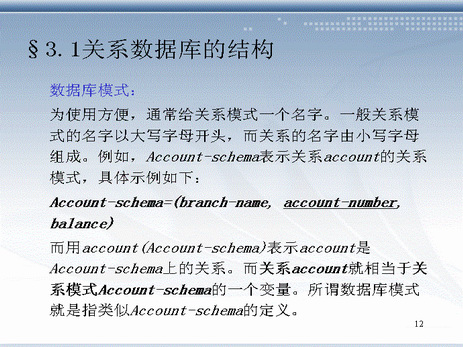 §3.1关系数据库的结构
数据库模式：
为使用方便，通常给关系模式一个名字。一般关系模
式的名字以大写字母开头，而关系的名字由小写字母
组成。例如，Account-schema表示关系account的关系
模式，具体示例如下：
Account-schema=(branch-name, account-number,
balance)
而用account(Account-schema)表示account是
Account-schema上的关系。而关系account就相当于关
系模式Account-schema的一个变量。所谓数据库模式
就是指类似Account-schema的定义。
12